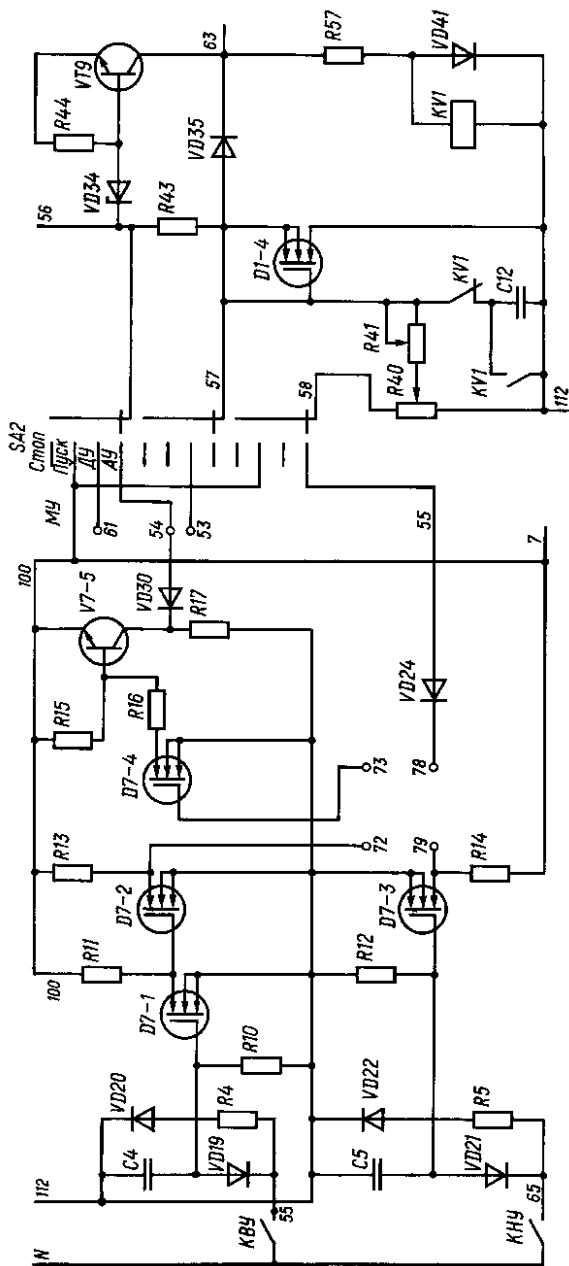 N
112
C4
VD20
VD19
R4
КВУ
55
R10
D7-1
100
R11
D7-2
R13
R15
D7-4
R16
V7-5
100
VD30
R17
МУ
SA2
Стоп
Пуск
ДУ
АУ
61
54
53
56
VD34
R44
VT9
R43
VD35
63
57
D1-4
R57
58
R41
R40
KV1
KV1
C12
KV1
VD41
112
72
73
79
78
VD24
55
C5
VD22
VD21
R5
65
КНУ
R12
D7-3
R14
7